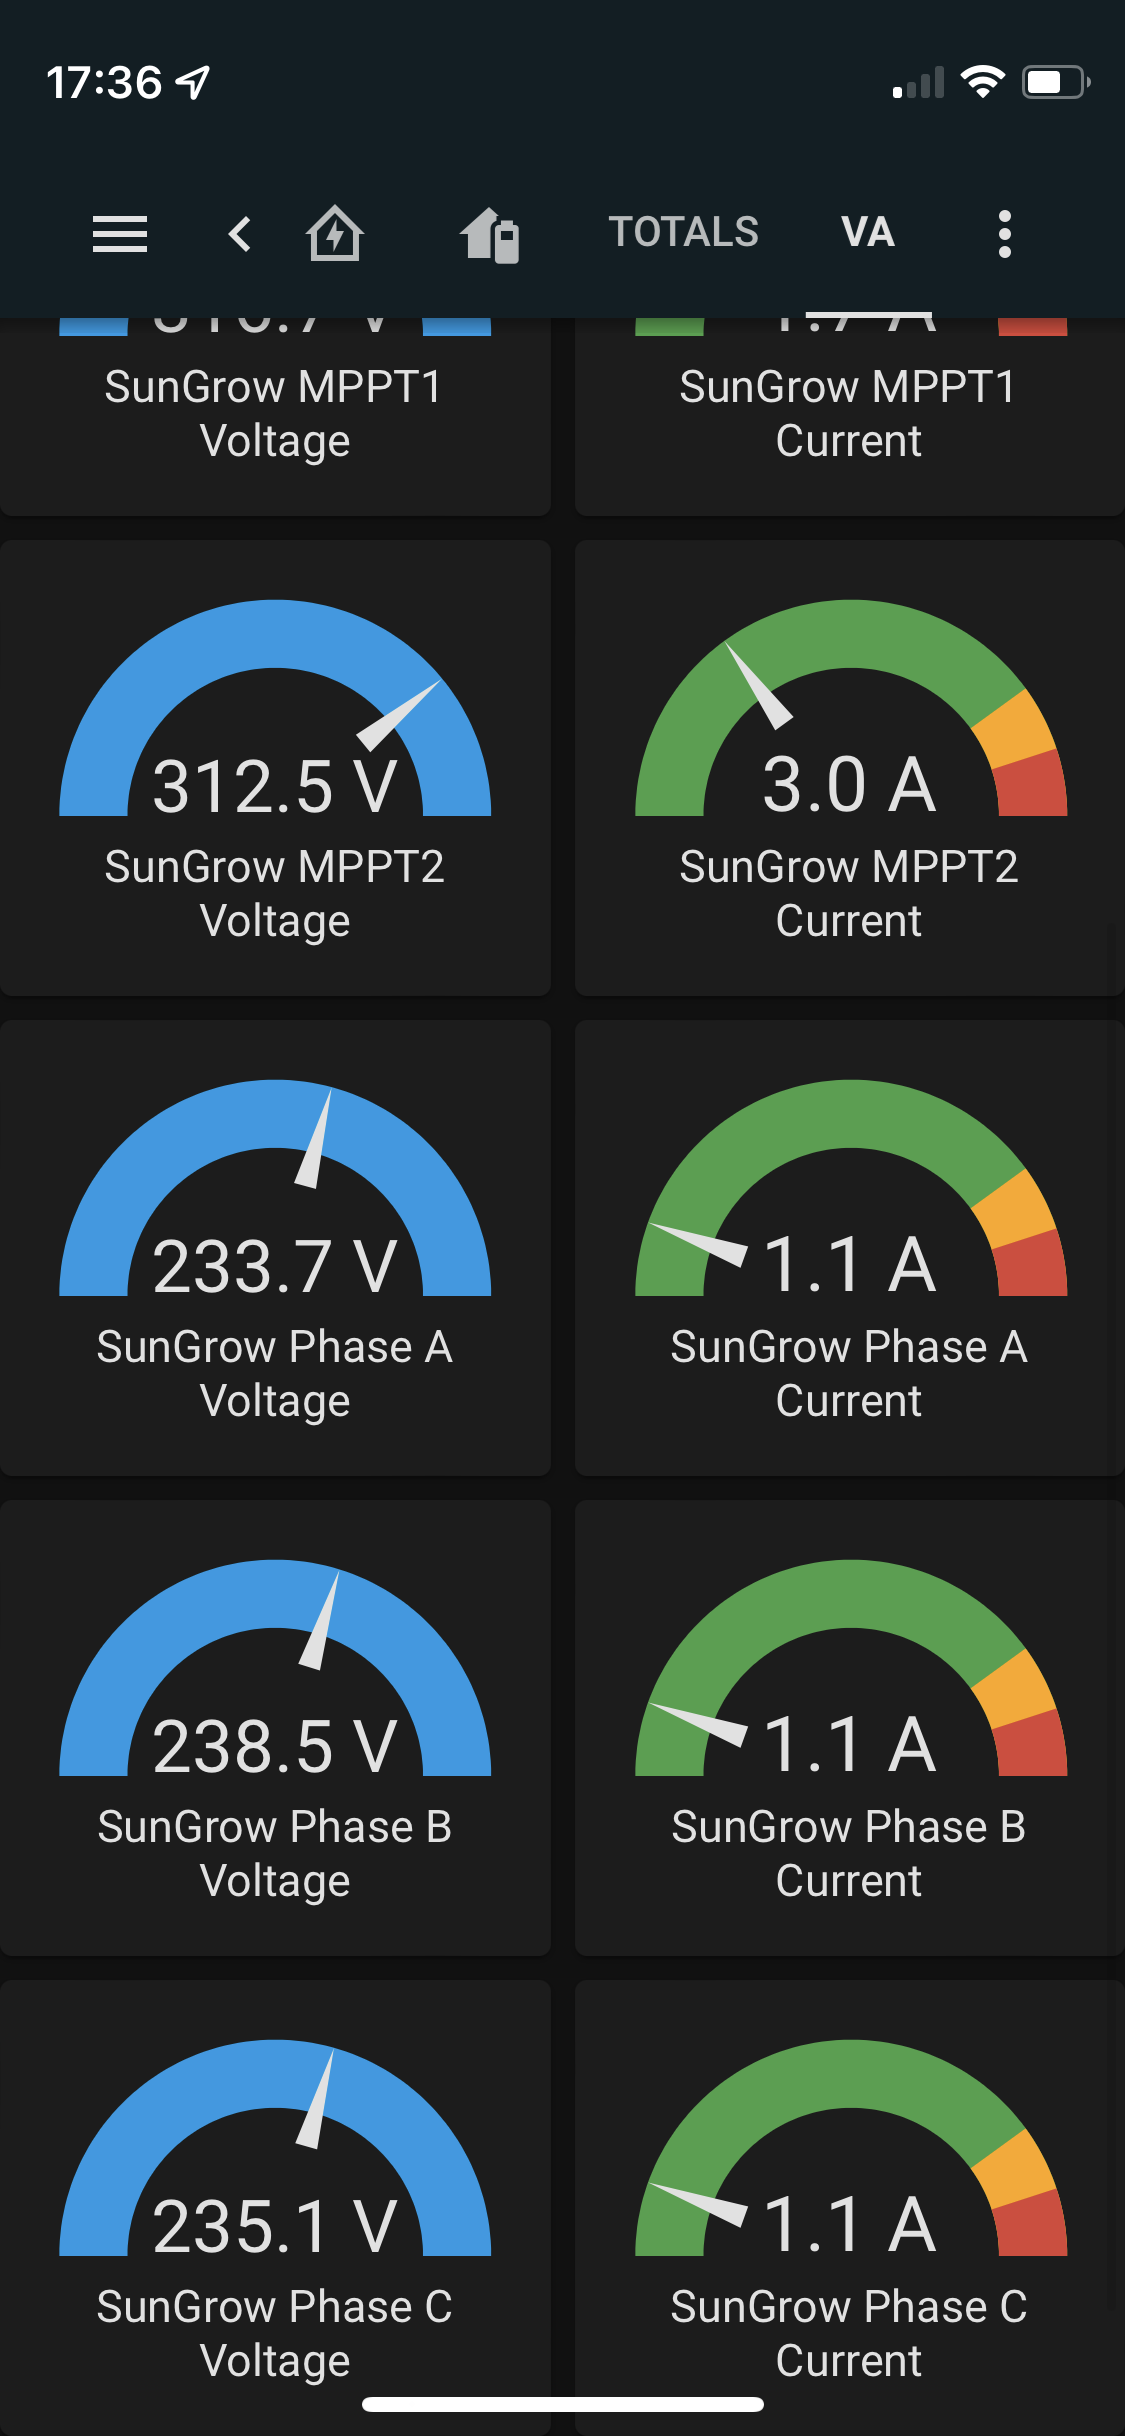 17:36
TOTALS VA
SunGrow MPPT1
Voltage
SunGrow MPPT1
Current
312.5 V
SunGrow MPPT2
Voltage
3.0 A
SunGrow MPPT2
Current
233.7 V
SunGrow Phase A
Voltage
1.1 A
SunGrow Phase A
Current
238.5 V
SunGrow Phase B
Voltage
1.1 A
SunGrow Phase B
Current
235.1 V
SunGrow Phase C
Voltage
1.1 A
SunGrow Phase C
Current